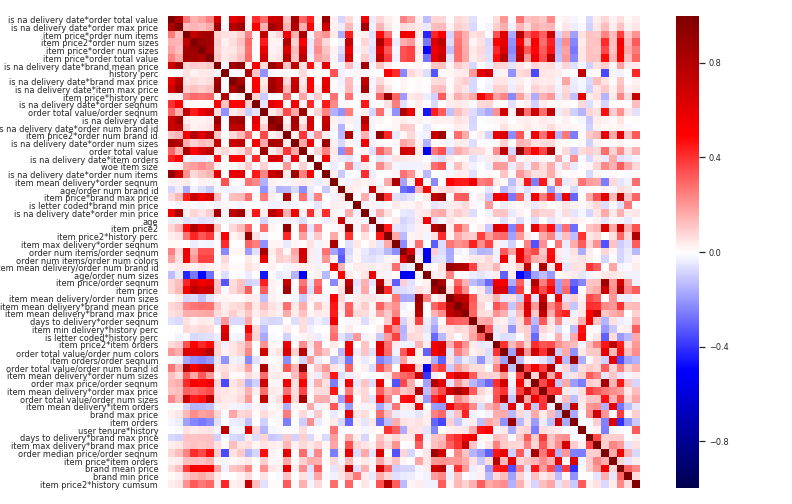 is na delivery date*order total value
is na delivery date*order max price
item price*order num items
item price2*order num sizes
item price*order num sizes
item price*order total value
is na delivery date*brand mean price
history perc
is na delivery date*brand max price
is na delivery date*item max price
item price*history perc
is na delivery date*order seqnum
order total value/order seqnum
is na delivery date
is na delivery date*order num brand id
item price2*order num brand id
is na delivery date*order num sizes
order total value
is na delivery date*item orders
woe item size
is na delivery date*order num items
item mean delivery*order seqnum
age/order num brand id
item price*brand max price
is letter coded*brand min price
is na delivery date*order min price
age
item price2
item price2*history perc
item max delivery*order seqnum
order num items/order seqnum
order num items/order num colors
item mean delivery/order num brand id
age/order num sizes
item price/order seqnum
item price
item mean delivery/order num sizes
item mean delivery*brand mean price
item mean delivery*brand max price
days to delivery*order seqnum
item min delivery*history perc
is letter coded*history perc
item price2*item orders
order total value/order num colors
item orders/order seqnum
order total value/order num brand id
item mean delivery*order num sizes
order max price/order seqnum
item mean delivery*order max price
order total value/order num sizes
item mean delivery*item orders
brand max price
item orders
user tenure*history
days to delivery*brand max price
item max delivery*brand max price
order median price/order seqnum
item price*item orders
brand mean price
brand min price
item price2*history cumsum
0.8
0.4
0.0
−0.4
−0.8